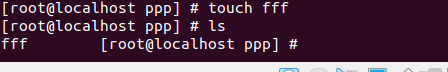 [root@localhost ppp] # touch fff
[root@localhost ppp] # ls
fff        [root@localhost ppp] #